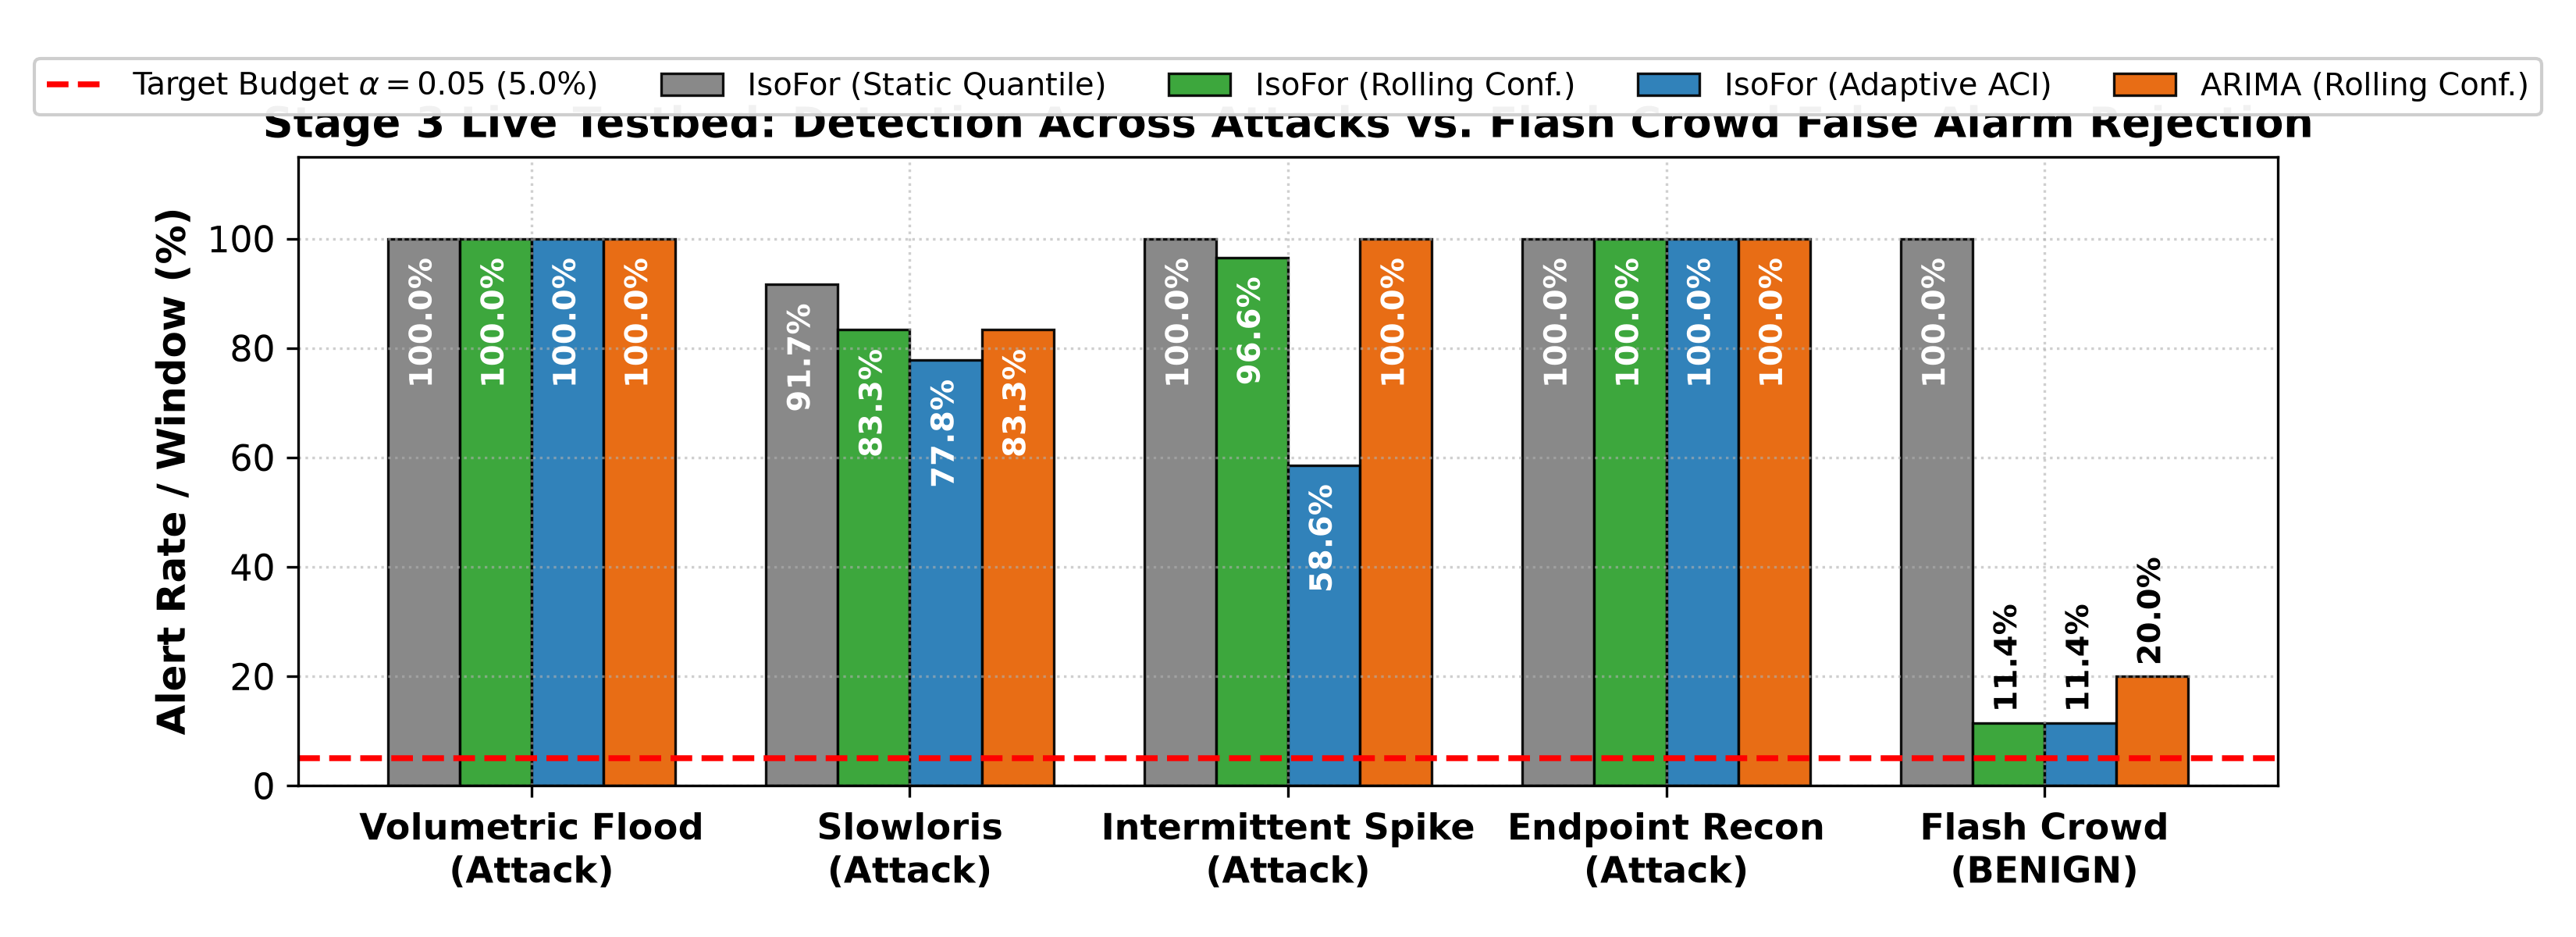 Target Budget α = 0.05 (5.0%)
IsoFor (Static Quantile)
IsoFor (Rolling Conf.)
IsoFor (Adaptive ACI)
ARIMA (Rolling Conf.)
Stage 3 Live Testbed: Detection Across Attacks vs. Flash Crowd False Alarm Rejection
Alert Rate / Window (%)
100
80
60
40
20
0
100.0%
100.0%
100.0%
100.0%
91.7%
83.3%
77.8%
83.3%
100.0%
96.6%
58.6%
100.0%
100.0%
100.0%
100.0%
100.0%
100.0%
11.4%
11.4%
20.0%
Volumetric Flood
(Attack)
Slowloris
(Attack)
Intermittent Spike
(Attack)
Endpoint Recon
(Attack)
Flash Crowd
(BENIGN)